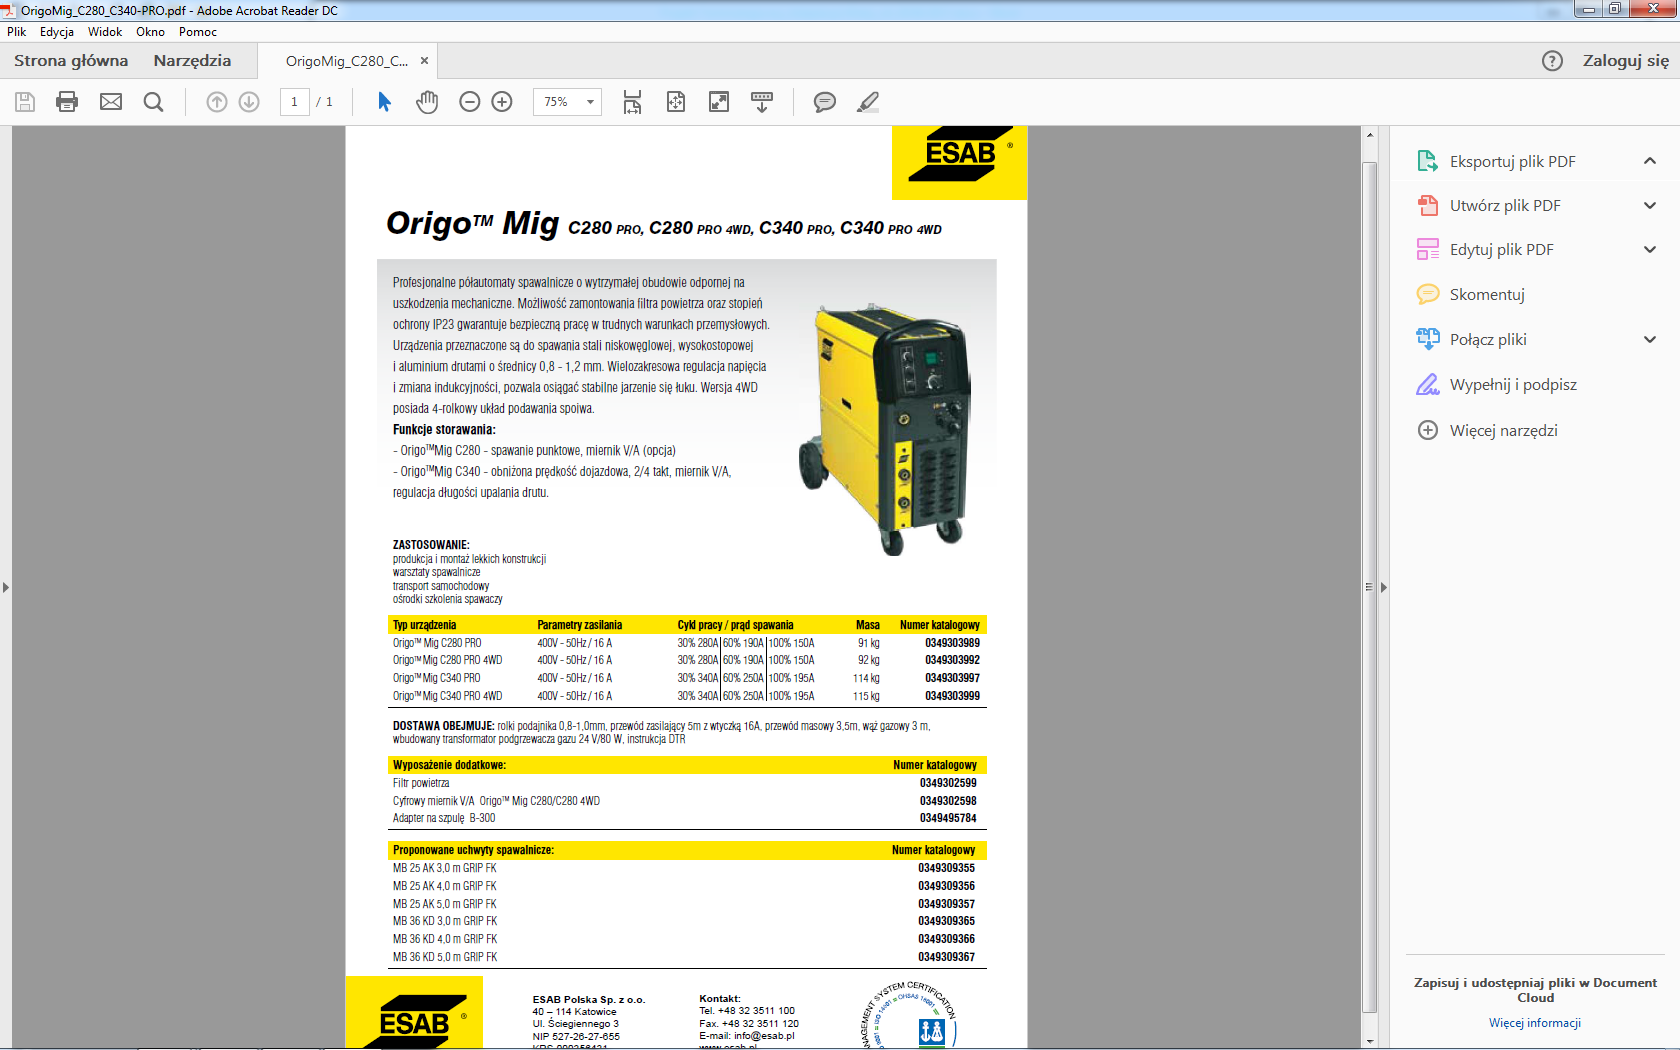 OrigoMig_C280_C340-PRO.pdf - Adobe Acrobat Reader DC
Plik Edycja Widok Okno Pomoc
Strona główna Narzędzia OrigoMig_C280_C... × ? Zaloguj się
1 / 1 75%
ESAB ®
Origo™ Mig C280 PRO, C280 PRO 4WD, C340 PRO, C340 PRO 4WD
Profesjonalne półautomaty spawalnicze o wytrzymałej obudowie odpornej na
uszkodzenia mechaniczne. Możliwość zamontowania filtra powietrza oraz stopień
ochrony IP23 gwarantuje bezpieczną pracę w trudnych warunkach przemysłowych.
Urządzenia przeznaczone są do spawania stali niskowęglowej, wysokostopowej
i aluminium drutami o średnicy 0,8 - 1,2 mm. Wielozakresowa regulacja napięcia
i zmiana indukcyjności, pozwala osiągać stabilne jarzenie się łuku. Wersja 4WD
posiada 4-rolkowy układ podawania spoiwa.
Funkcje storawania:
- Origo™Mig C280 - spawanie punktowe, miernik V/A (opcja)
- Origo™Mig C340 - obniżona prędkość dojazdowa, 2/4 takt, miernik V/A,
regulacja długości upalania drutu.
ZASTOSOWANIE:
produkcja i montaż lekkich konstrukcji
warsztaty spawalnicze
transport samochodowy
ośrodki szkolenia spawaczy
Typ urządzenia Parametry zasilania Cykl pracy / prąd spawania Masa Numer katalogowy
Origo™ Mig C280 PRO 400V - 50Hz / 16 A 30% 280A 60% 190A 100% 150A 91 kg 0349303989
Origo™ Mig C280 PRO 4WD 400V - 50Hz / 16 A 30% 280A 60% 190A 100% 150A 92 kg 0349303992
Origo™ Mig C340 PRO 400V - 50Hz / 16 A 30% 340A 60% 250A 100% 195A 114 kg 0349303997
Origo™ Mig C340 PRO 4WD 400V - 50Hz / 16 A 30% 340A 60% 250A 100% 195A 115 kg 0349303999
DOSTAWA OBEJMUJE: rolki podajnika 0,8-1,0mm, przewód zasilający 5m z wtyczką 16A, przewód masowy 3,5m, wąż gazowy 3 m,
wbudowany transformator podgrzewacza gazu 24 V/80 W, instrukcja DTR
Wyposażenie dodatkowe: Numer katalogowy
Filtr powietrza 0349302599
Cyfrowy miernik V/A Origo™ Mig C280/C280 4WD 0349302598
Adapter na szpulę B-300 0349495784
Proponowane uchwyty spawalnicze: Numer katalogowy
MB 25 AK 3,0 m GRIP FK 0349309355
MB 25 AK 4,0 m GRIP FK 0349309356
MB 25 AK 5,0 m GRIP FK 0349309357
MB 36 KD 3,0 m GRIP FK 0349309365
MB 36 KD 4,0 m GRIP FK 0349309366
MB 36 KD 5,0 m GRIP FK 0349309367
ESAB ®
ESAB Polska Sp. z o.o.
40 – 114 Katowice
Ul. Ściegiennego 3
NIP 527-26-27-655
Kontakt:
Tel. +48 32 3511 100
Fax. +48 32 3511 120
E-mail: info@esab.pl
www.esab.pl
SYSTEM CERTIFICATION
Eksportuj plik PDF
Utwórz plik PDF
Edytuj plik PDF
Skomentuj
Połącz pliki
Wypełnij i podpisz
Więcej narzędzi
Zapisuj i udostępniaj pliki w Document
Cloud
Więcej informacji